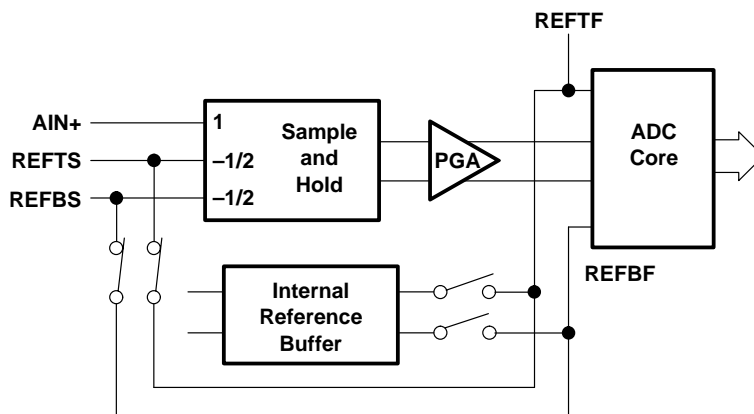 REFTF
AIN+
REFTS
REFBS
1
–1/2
–1/2
Sample
and
Hold
PGA
ADC
Core
REFBF
Internal
Reference
Buffer